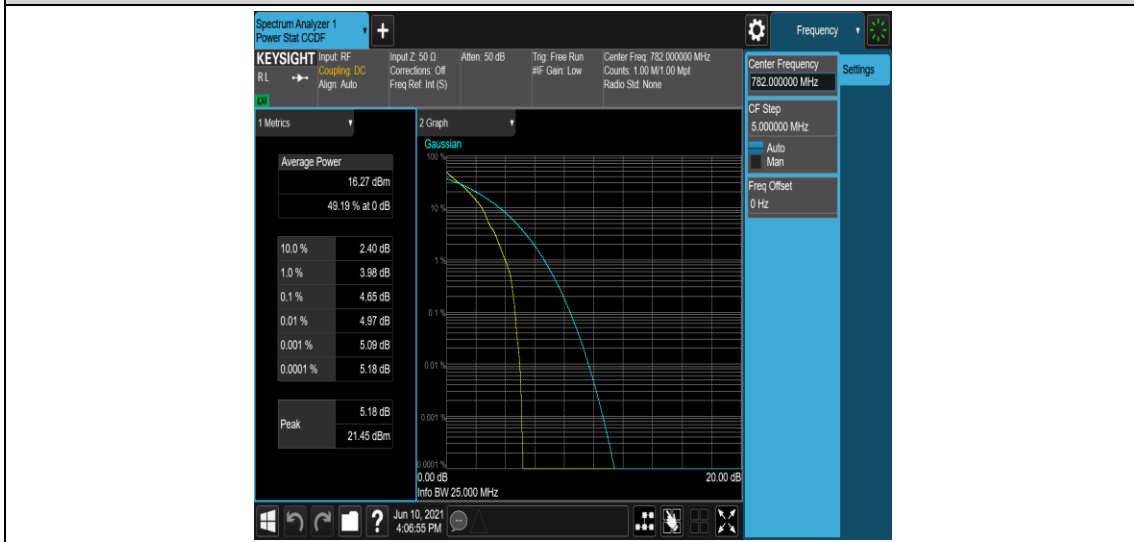 Spectrum Analyzer 1
Power Stat CCDF
+
Frequency
KEYSIGHT
RL
LXI
Input: RF
Coupling: DC
Align: Auto
Input Z: 50 Ω
Corrections: Off
Freq Ref: Int (S)
Atten: 50 dB
Trig: Free Run
#IF Gain: Low
Center Freq: 782.000000 MHz
Counts: 1.00 M/1.00 Mpt
Radio Std: None
Center Frequency
782.000000 MHz
Settings
CF Step
5.000000 MHz
Auto
Man
Freq Offset
0 Hz
1 Metrics
Average Power
16.27 dBm
49.19 % at 0 dB
10.0 % 2.40 dB
1.0 % 3.98 dB
0.1 % 4.65 dB
0.01 % 4.97 dB
0.001 % 5.09 dB
0.0001 % 5.18 dB
Peak
5.18 dB
21.45 dBm
2 Graph
Gaussian
100 %
10 %
1 %
0.1 %
0.01 %
0.001 %
0.0001 %
0.00 dB 20.00 dB
Info BW 25.000 MHz
?
Jun 10, 2021
4:06:55 PM